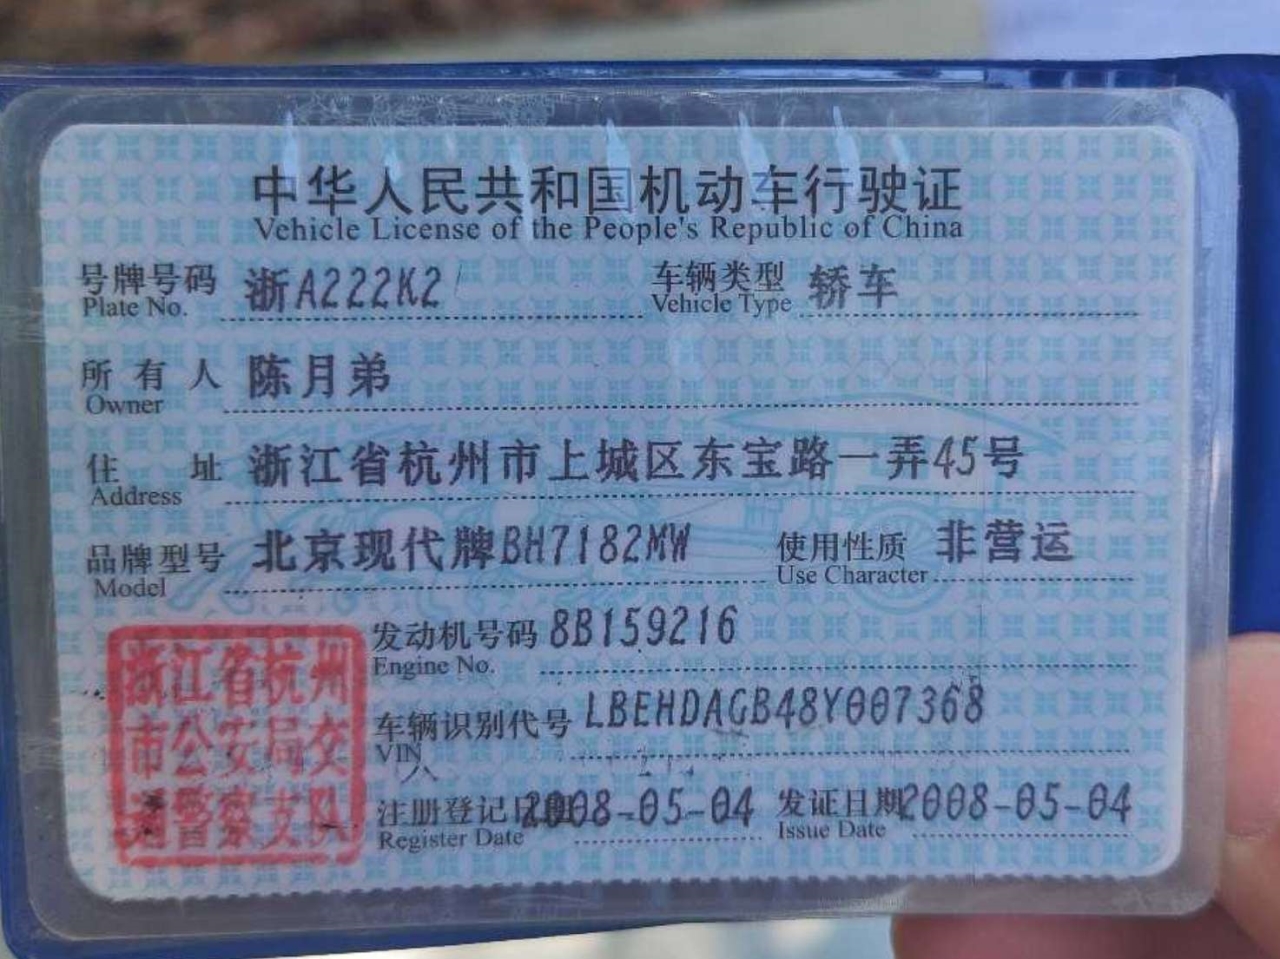 中华人民共和国机动车行驶证
Vehicle License of the People's Republic of China
号牌号码 浙A222K2 车辆类型 轿车
Plate No. Vehicle Type
所有人 陈月弟
Owner
住址 浙江省杭州市上城区东宝路一弄45号
Address
品牌型号 北京现代牌BH7182MW 使用性质 非营运
Model Use Character
发动机号码 8B159216
Engine No.
车辆识别代号 LBEHDAGB48Y007368
VIN
注册登记日期 2008-05-04 发证日期 2008-05-04
Register Date Issue Date
浙江省杭州
市公安局交
通警察支队